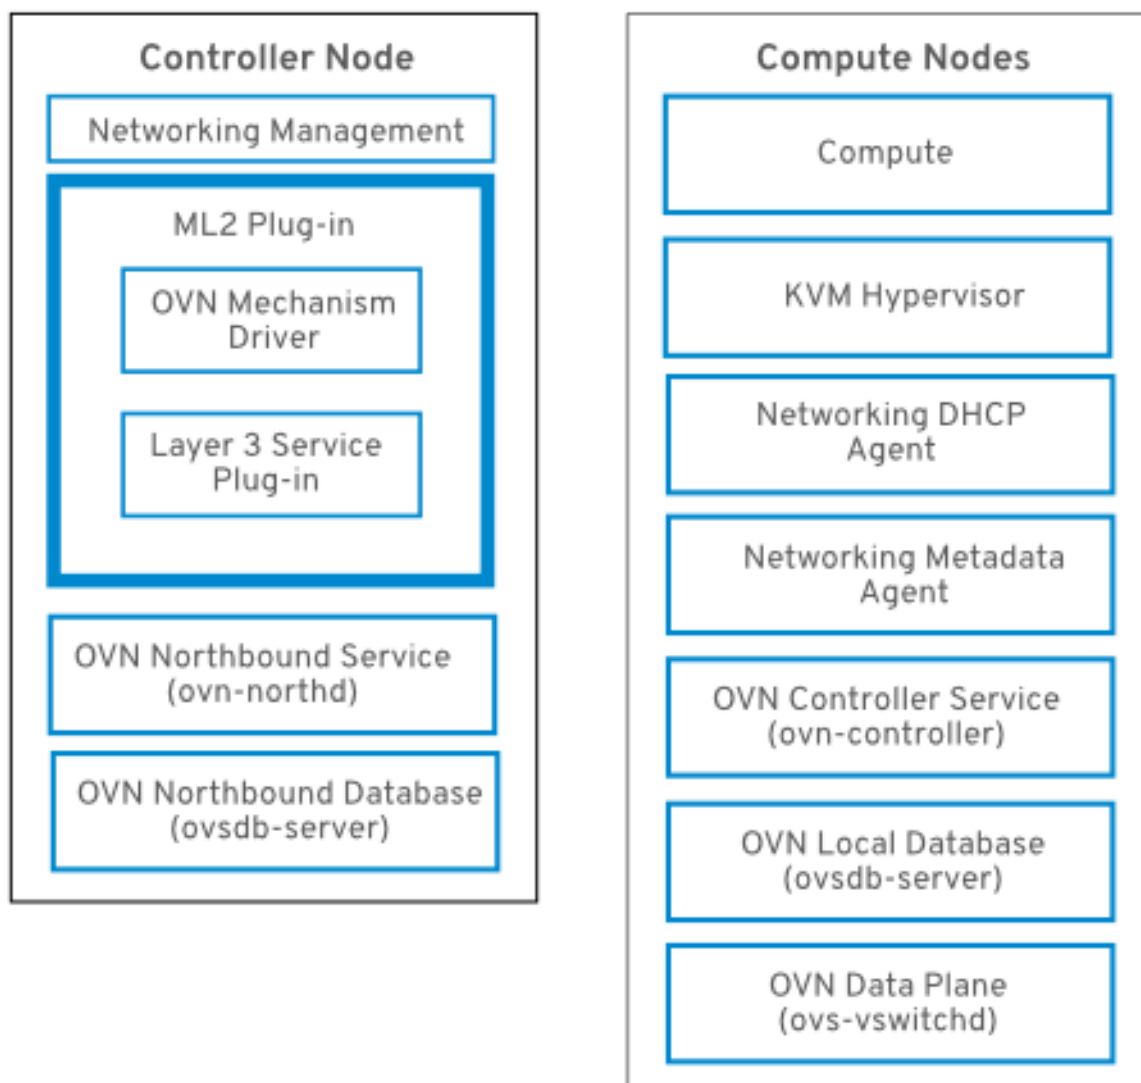 Controller Node
Networking Management
ML2 Plug-in
OVN Mechanism
Driver
Layer 3 Service
Plug-in
OVN Northbound Service
(ovn-northd)
OVN Northbound Database
(ovsdb-server)
Compute Nodes
Compute
KVM Hypervisor
Networking DHCP
Agent
Networking Metadata
Agent
OVN Controller Service
(ovn-controller)
OVN Local Database
(ovsdb-server)
OVN Data Plane
(ovs-vswitchd)